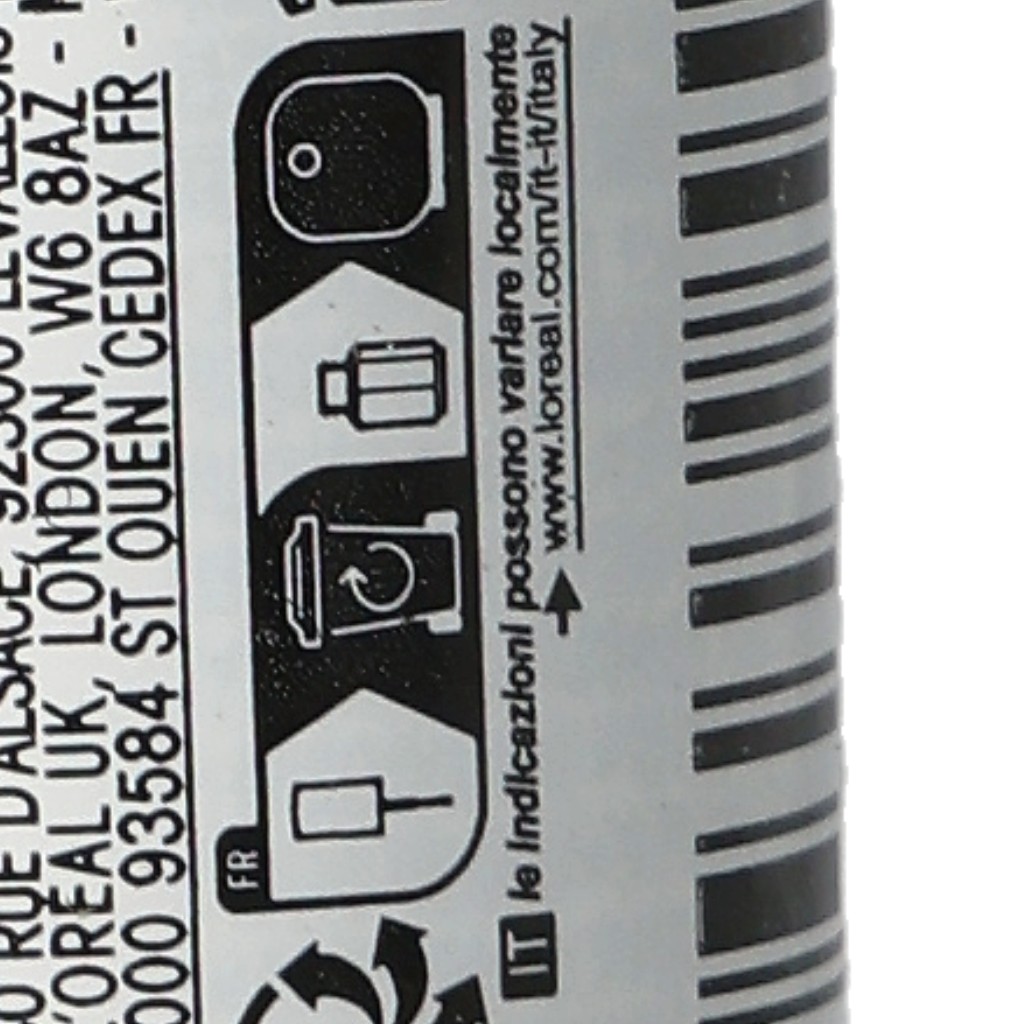 RUE D'ALSACE, 92300 LEVALLOIS
L'OREAL UK, LONDON, W6 8AZ -
93584 ST OUEN CEDEX FR -
FR
IT le indicazioni possono variare localmente
www.loreal.com/it-it/italy